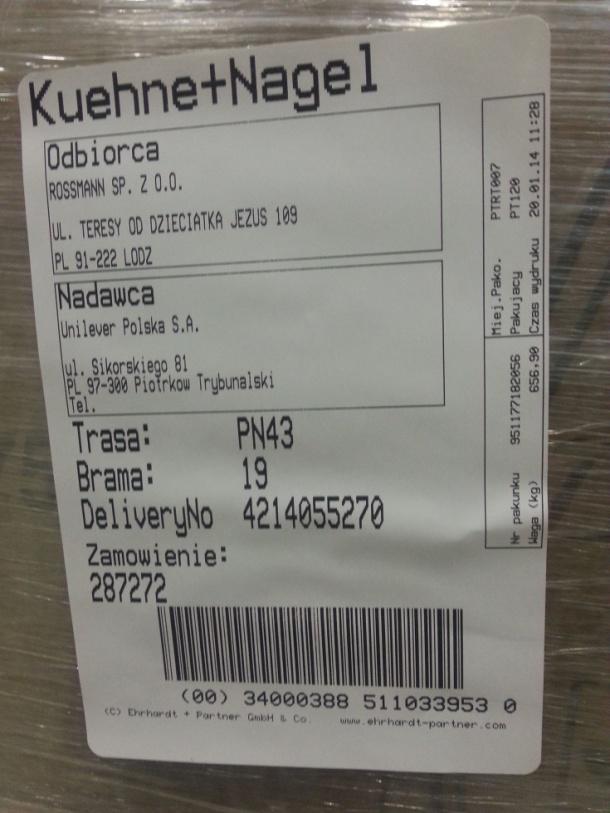 Kuehne+Nagel
Odbiorca
ROSSMANN SP. Z O.O.
UL. TERESY OD DZIECIATKA JEZUS 109
PL 91-222 LODZ
Nadawca
Unilever Polska S.A.
ul. Sikorskiego 81
PL 97-300 Piotrkow Trybunalski
Tel.
Trasa: PN43
Brama: 19
DeliveryNo 4214055270
Zamowienie:
287272
(00) 34000388 511033953 0
(C) Ehrhardt + Partner GmbH & Co. www.ehrhardt-partner.com
Miej.Pako. PTRT007
Pakujacy PT120
Czas wydruku 20.01.14 11:28
Nr pakunku 951177182056
Waga (kg) 656,90